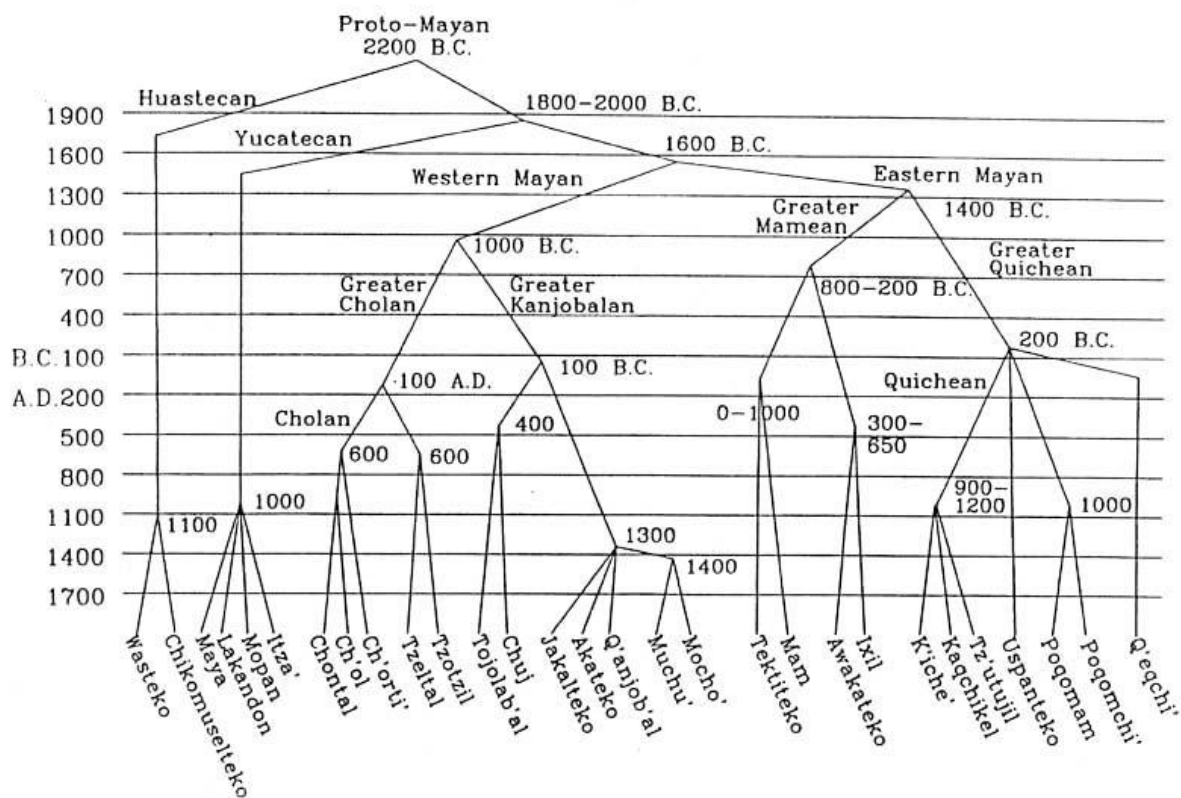 Proto-Mayan
2200 B.C.
Huastecan
1800-2000 B.C.
1900
Yucatecan
1600 B.C.
1600
Western Mayan
Eastern Mayan
1300
Greater
Mamean
1400 B.C.
1000
1000 B.C.
Greater
Quichean
700
Greater
Cholan
Greater
Kanjobalan
800-200 B.C.
400
200 B.C.
B.C. 100
100 A.D.
100 B.C.
Quichean
A.D. 200
Cholan
400
0-1000
300-
650
500
600
600
800
900-
1200
1000
1100
1100
1000
1300
1400
1400
1700
Wasteko
Chikomuselteko
Maya
Lakandon
Mopan
Itza'
Chontal
Ch'ol
Ch'orti'
Tzeltal
Tzotzil
Tojolab'al
Chuj
Jakalteko
Akateko
Q'anjob'al
Muchu'
Mocho'
Tektiteko
Mam
Awakateko
Ixil
K'iche'
Kaqchikel
Tz'utujil
Uspanteko
Poqomam
Poqomchi'
Q'eqchi'